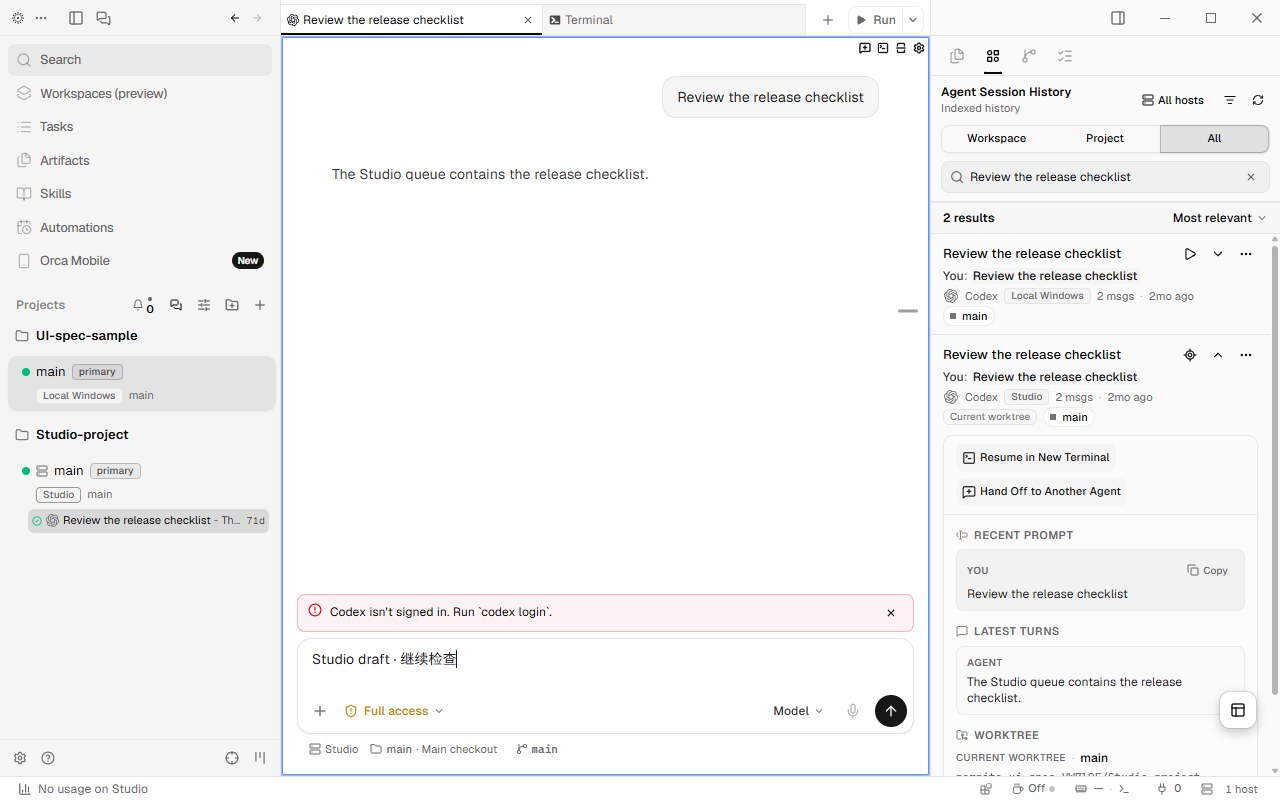 Review the release checklist
Terminal
Run
Search
Workspaces (preview)
Tasks
Artifacts
Skills
Automations
Orca Mobile
New
Projects
0
UI-spec-sample
main primary
Local Windows main
Studio-project
main primary
Studio main
Review the release checklist - Th... 71d
No usage on Studio
Review the release checklist
The Studio queue contains the release checklist.
Codex isn't signed in. Run `codex login`.
Studio draft · 继续检查
Full access
Model
Studio main · Main checkout main
Agent Session History
Indexed history
All hosts
Workspace Project All
Review the release checklist
2 results
Most relevant
Review the release checklist
You: Review the release checklist
Codex Local Windows 2 msgs · 2mo ago
main
Review the release checklist
You: Review the release checklist
Codex Studio 2 msgs · 2mo ago
Current worktree main
Resume in New Terminal
Hand Off to Another Agent
RECENT PROMPT
YOU
Copy
Review the release checklist
LATEST TURNS
AGENT
The Studio queue contains the release
checklist.
WORKTREE
CURRENT WORKTREE · main
Off
0
1 host